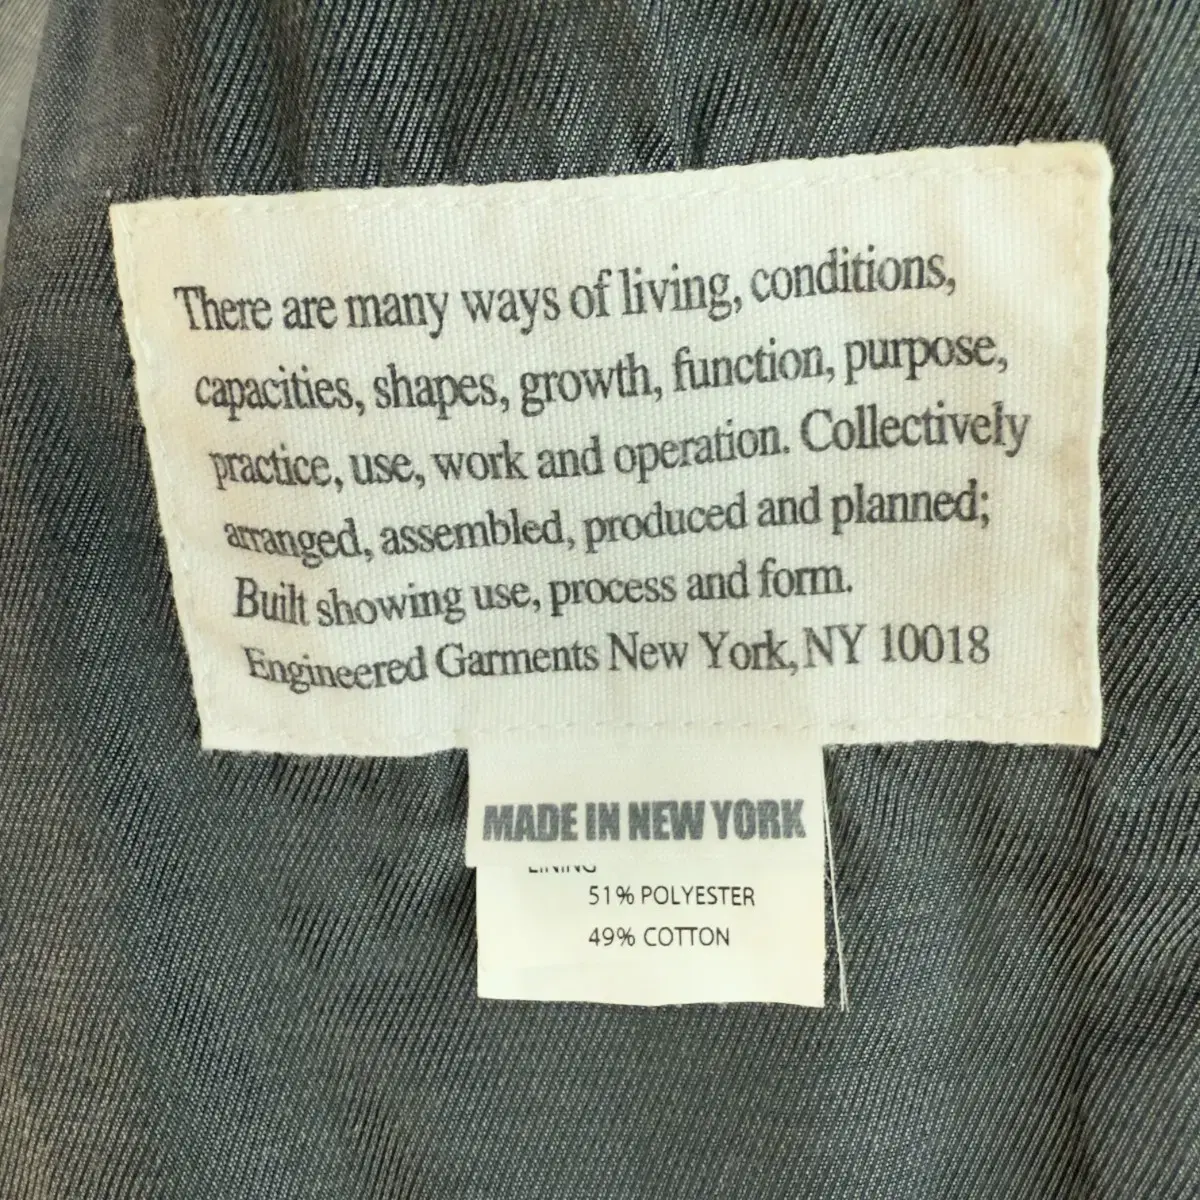 There are many ways of living, conditions,
capacities, shapes, growth, function, purpose,
practice, use, work and operation. Collectively
arranged, assembled, produced and planned;
Built showing use, process and form.
Engineered Garments New York, NY 10018
MADE IN NEW YORK
LINING
51% POLYESTER
49% COTTON